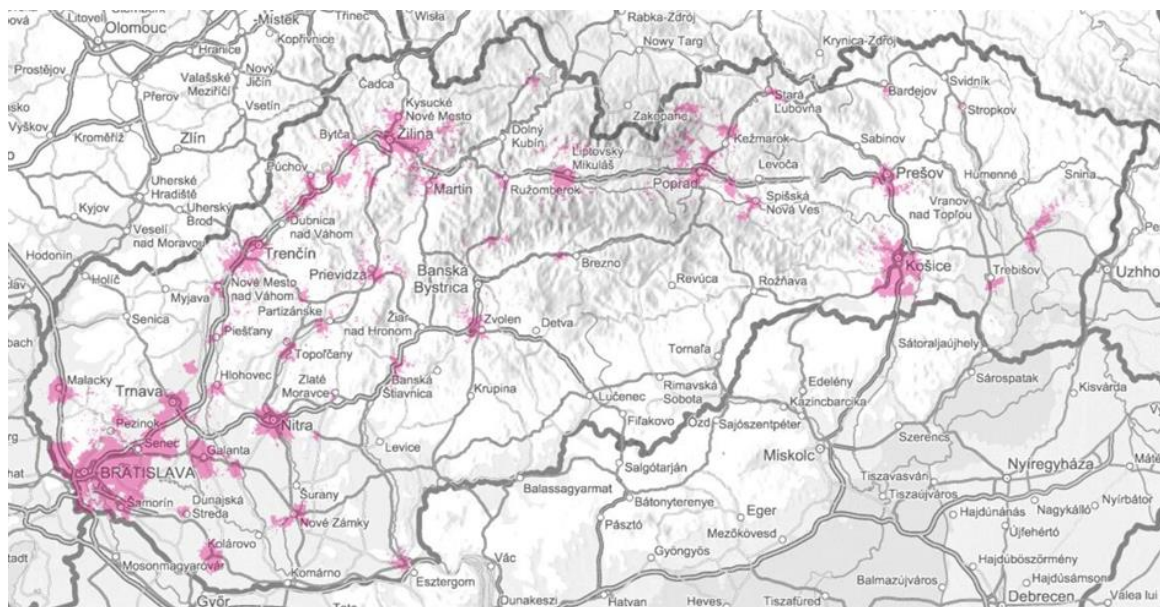 Litoveľ
Olomouc
-Místek
Třinec
Wisła
Rabka-Zdrój
Krynica-Zdrój
Hranice
Kopřivnice
Nowy Targ
Prostějov
Nový
Jičín
Valašské
Meziříčí
Čadca
Přerov
Vsetín
Kysucké
Nové Mesto
Zakopane
Stará
Ľubovňa
Bardejov
Svidník
Stropkov
Vyškov
Kroměříž
Zlín
Bytča
Žilina
Dolný
Kubín
Kežmarok
Sabinov
Liptovský
Mikuláš
Levoča
Púchov
Martin
Ružomberok
Poprad
Prešov
Humenné
Snina
Uherské
Hradiště
Spišská
Nová Ves
Vranov
nad Topľou
Kyjov
Uherský
Brod
Veselí
nad Moravou
Dubnica
nad Váhom
Trenčín
Hodonín
Holíč
Prievidza
Banská
Bystrica
Brezno
Košice
Trebišov
Uzhho
Nové Mesto
nad Váhom
Revúca
Rožňava
Myjava
Partizánske
Senica
Žiar
nad Hronom
Zvolen
Detva
Piešťany
Topoľčany
Tornaľa
Sátoraljaújhely
Malacky
Hlohovec
Zlaté
Moravce
Banská
Štiavnica
Krupina
Rimavská
Sobota
Edelény
Kazincbarcika
Sárospatak
Kisvárda
Trnava
Lučenec
Pezinok
Nitra
Fiľakovo
Ózd
Sajószentpéter
Szerencs
Senec
Galanta
Levice
BRATISLAVA
Salgótarján
Miskolc
Nyíregyháza
Máté
Šamorín
Dunajská
Streda
Šurany
Balassagyarmat
Bátonyterenye
Tiszavasvári
Tiszaújváros
Nyírbátor
Nové Zámky
Eger
Hajdúnánás
Nagykálló
Kolárovo
Pásztó
Mezőkövesd
Újfehértó
Mosonmagyaróvár
Vác
Gyöngyös
Hajdúböszörmény
Komárno
Esztergom
Balmazújváros
Hajdúsámson
Győr
Dunakeszi
Hatvan
Heves
Tiszafüred
Debrecen
Valea lui